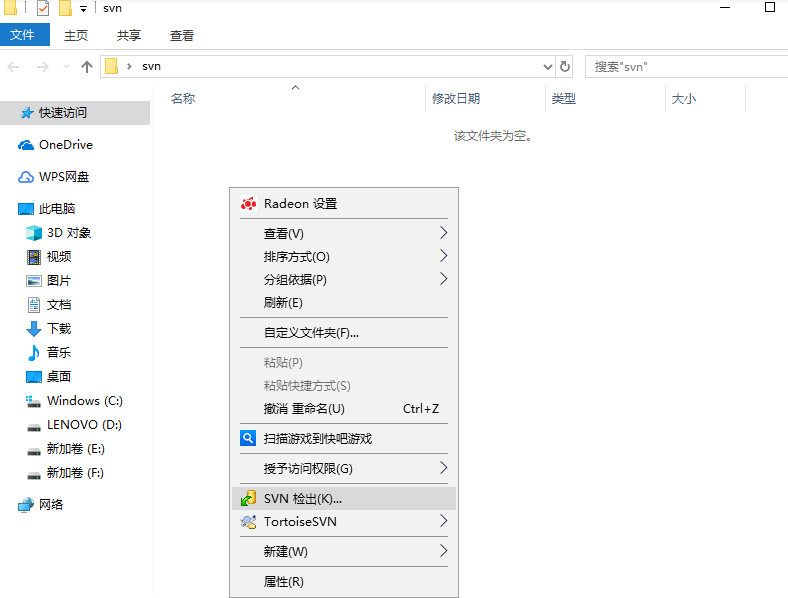 svn
文件 主页 共享 查看
svn 搜索"svn"
名称 修改日期 类型 大小
快速访问
该文件夹为空。
OneDrive
WPS网盘
此电脑
3D 对象
视频
图片
文档
下载
音乐
桌面
Windows (C:)
LENOVO (D:)
新加卷 (E:)
新加卷 (F:)
网络
Radeon 设置
查看(V)
排序方式(O)
分组依据(P)
刷新(E)
自定义文件夹(F)...
粘贴(P)
粘贴快捷方式(S)
撤消 重命名(U) Ctrl+Z
扫描游戏到快吧游戏
授予访问权限(G)
SVN 检出(K)...
TortoiseSVN
新建(W)
属性(R)